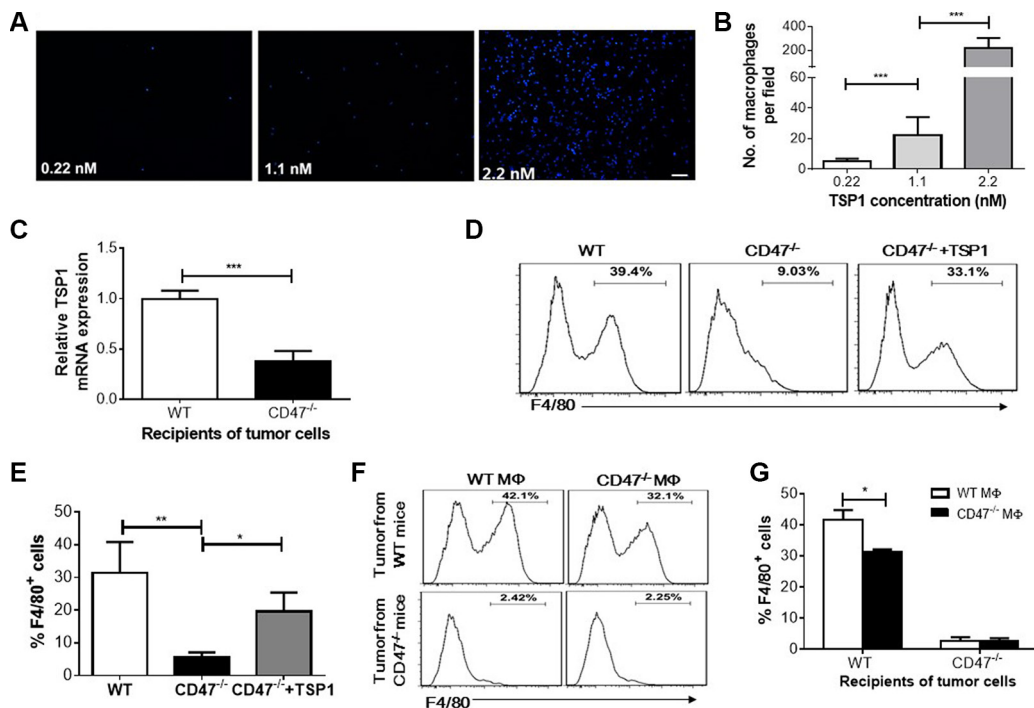 A
0.22 nM
1.1 nM
2.2 nM
B
No. of macrophages
per field
400
200
60
40
20
0
***
***
0.22
1.1
2.2
TSP1 concentration (nM)
C
Relative TSP1
mRNA expression
1.5
1.0
0.5
0.0
***
WT
CD47-/-
Recipients of tumor cells
D
WT
CD47-/-
CD47-/-+TSP1
39.4%
9.03%
33.1%
F4/80
E
% F4/80+ cells
50
40
30
20
10
0
**
*
WT
CD47-/-
CD47-/-+TSP1
F
WT MΦ
CD47-/- MΦ
Tumor from
WT mice
42.1%
32.1%
Tumor from
CD47-/- mice
2.42%
2.25%
F4/80
G
% F4/80+ cells
50
40
30
20
10
0
*
WT MΦ
CD47-/- MΦ
WT
CD47-/-
Recipients of tumor cells